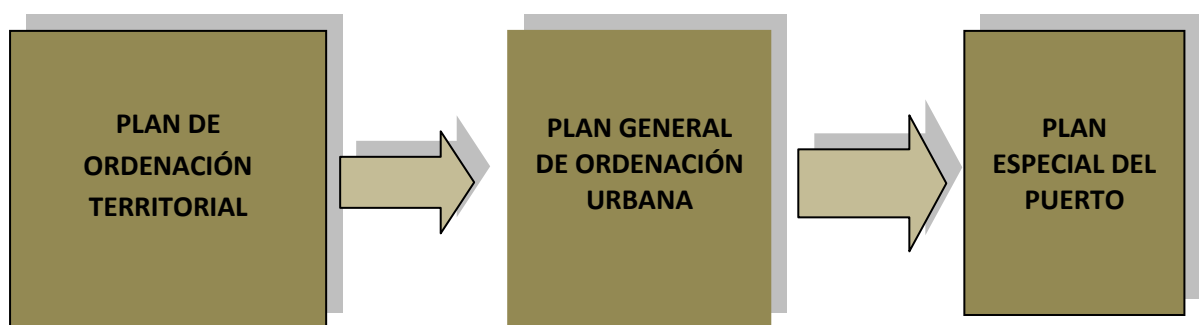 PLAN DE
ORDENACIÓN
TERRITORIAL
PLAN GENERAL
DE ORDENACIÓN
URBANA
PLAN
ESPECIAL DEL
PUERTO